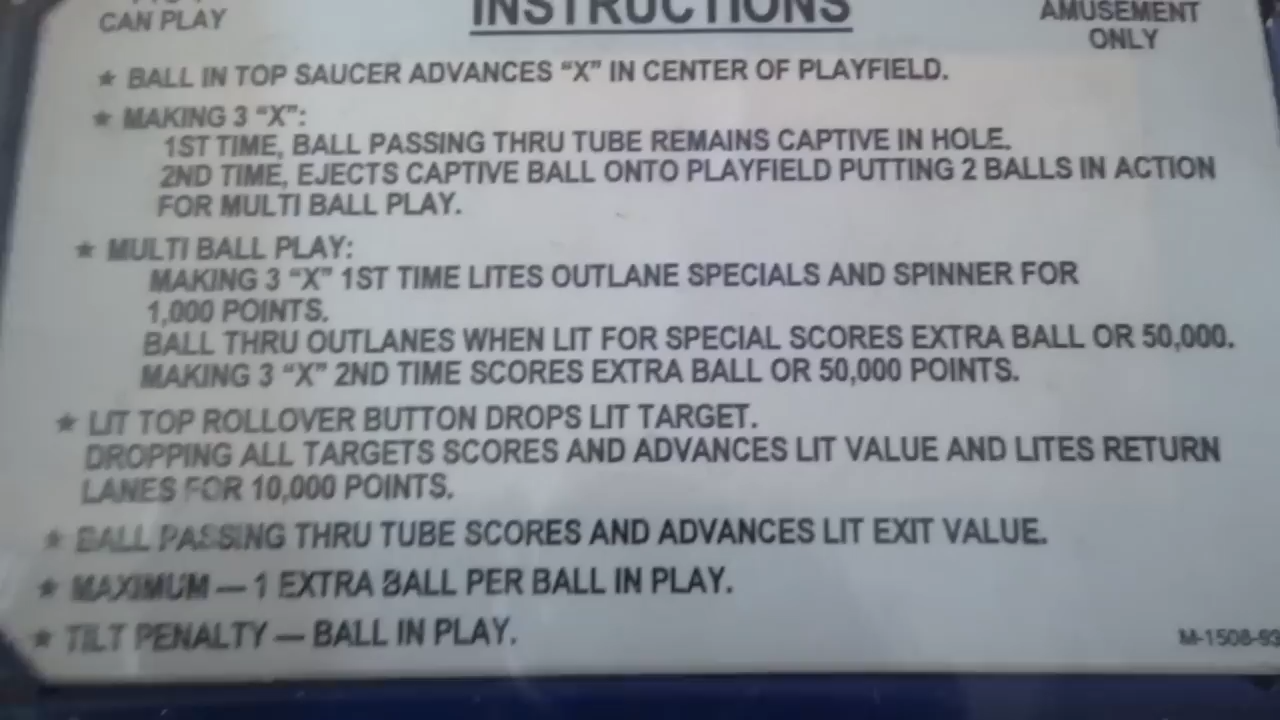 CAN PLAY
INSTRUCTIONS
AMUSEMENT
ONLY
★ BALL IN TOP SAUCER ADVANCES “X” IN CENTER OF PLAYFIELD.
★ MAKING 3 “X”:
1ST TIME, BALL PASSING THRU TUBE REMAINS CAPTIVE IN HOLE.
2ND TIME, EJECTS CAPTIVE BALL ONTO PLAYFIELD PUTTING 2 BALLS IN ACTION
FOR MULTI BALL PLAY.
★ MULTI BALL PLAY:
MAKING 3 “X” 1ST TIME LITES OUTLANE SPECIALS AND SPINNER FOR
1,000 POINTS.
BALL THRU OUTLANES WHEN LIT FOR SPECIAL SCORES EXTRA BALL OR 50,000.
MAKING 3 “X” 2ND TIME SCORES EXTRA BALL OR 50,000 POINTS.
★ LIT TOP ROLLOVER BUTTON DROPS LIT TARGET.
DROPPING ALL TARGETS SCORES AND ADVANCES LIT VALUE AND LITES RETURN
LANES FOR 10,000 POINTS.
★ BALL PASSING THRU TUBE SCORES AND ADVANCES LIT EXIT VALUE.
★ MAXIMUM — 1 EXTRA BALL PER BALL IN PLAY.
★ TILT PENALTY — BALL IN PLAY.
M-1508-93